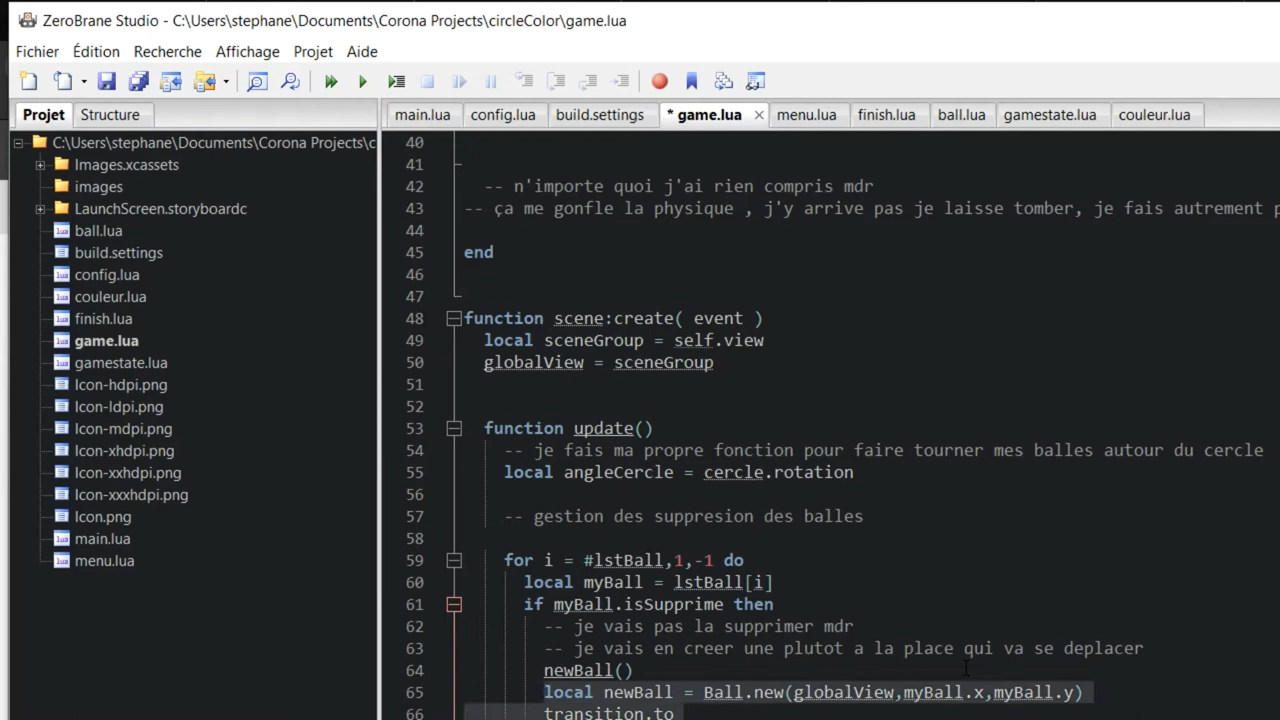 ZeroBrane Studio - C:\Users\stephane\Documents\Corona Projects\circleColor\game.lua
Fichier Édition Recherche Affichage Projet Aide
Projet Structure
main.lua config.lua build.settings * game.lua menu.lua finish.lua ball.lua gamestate.lua couleur.lua
C:\Users\stephane\Documents\Corona Projects\c
Images.xcassets
images
LaunchScreen.storyboardc
ball.lua
build.settings
config.lua
couleur.lua
finish.lua
game.lua
gamestate.lua
Icon-hdpi.png
Icon-ldpi.png
Icon-mdpi.png
Icon-xhdpi.png
Icon-xxhdpi.png
Icon-xxxhdpi.png
Icon.png
main.lua
menu.lua
40
41
42 -- n'importe quoi j'ai rien compris mdr
43 -- ça me gonfle la physique , j'y arrive pas je laisse tomber, je fais autrement p
44
45 end
46
47
48 function scene:create( event )
49 local sceneGroup = self.view
50 globalView = sceneGroup
51
52
53 function update()
54 -- je fais ma propre fonction pour faire tourner mes balles autour du cercle
55 local angleCercle = cercle.rotation
56
57 -- gestion des suppresion des balles
58
59 for i = #lstBall,1,-1 do
60 local myBall = lstBall[i]
61 if myBall.isSupprime then
62 -- je vais pas la supprimer mdr
63 -- je vais en creer une plutot a la place qui va se deplacer
64 newBall()
65 local newBall = Ball.new(globalView,myBall.x,myBall.y)
66 transition.to